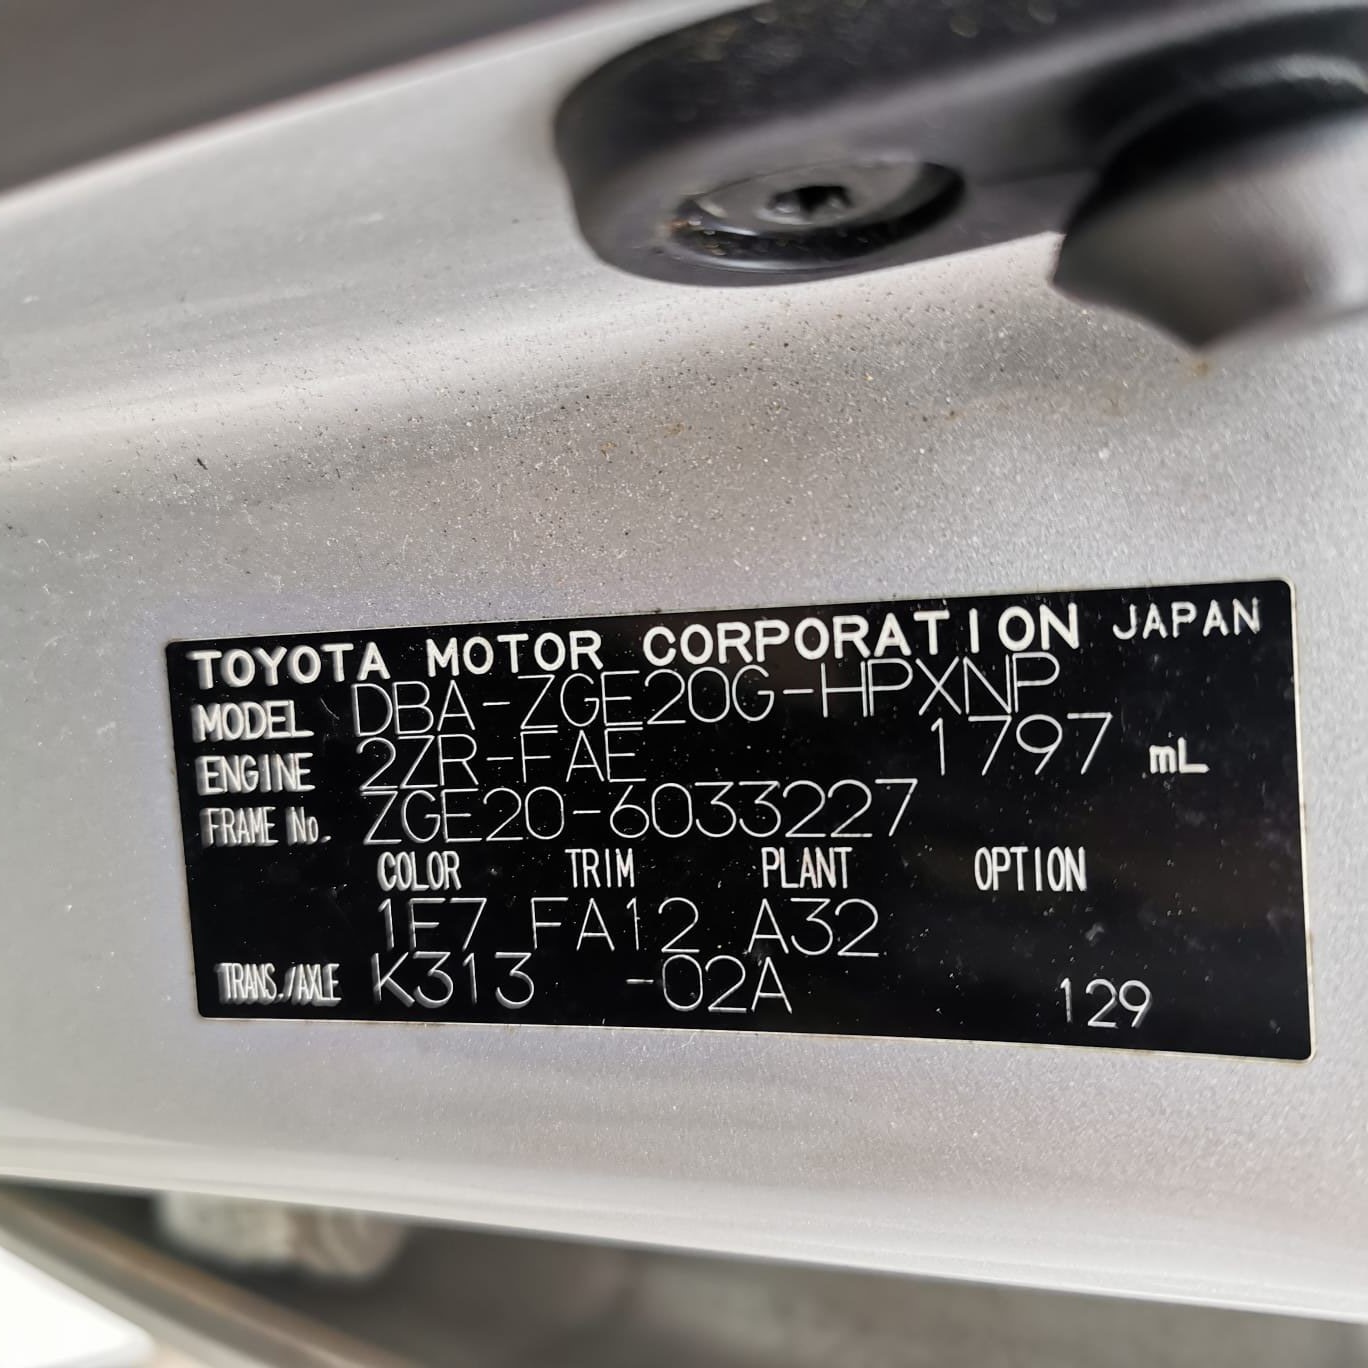 TOYOTA MOTOR CORPORATION JAPAN
MODEL DBA-ZGE20G-HPXNP
ENGINE 2ZR-FAE 1797 mL
FRAME No. ZGE20-6033227
COLOR TRIM PLANT OPTION
1F7 FA12 A32
TRANS./AXLE K313 -02A 129